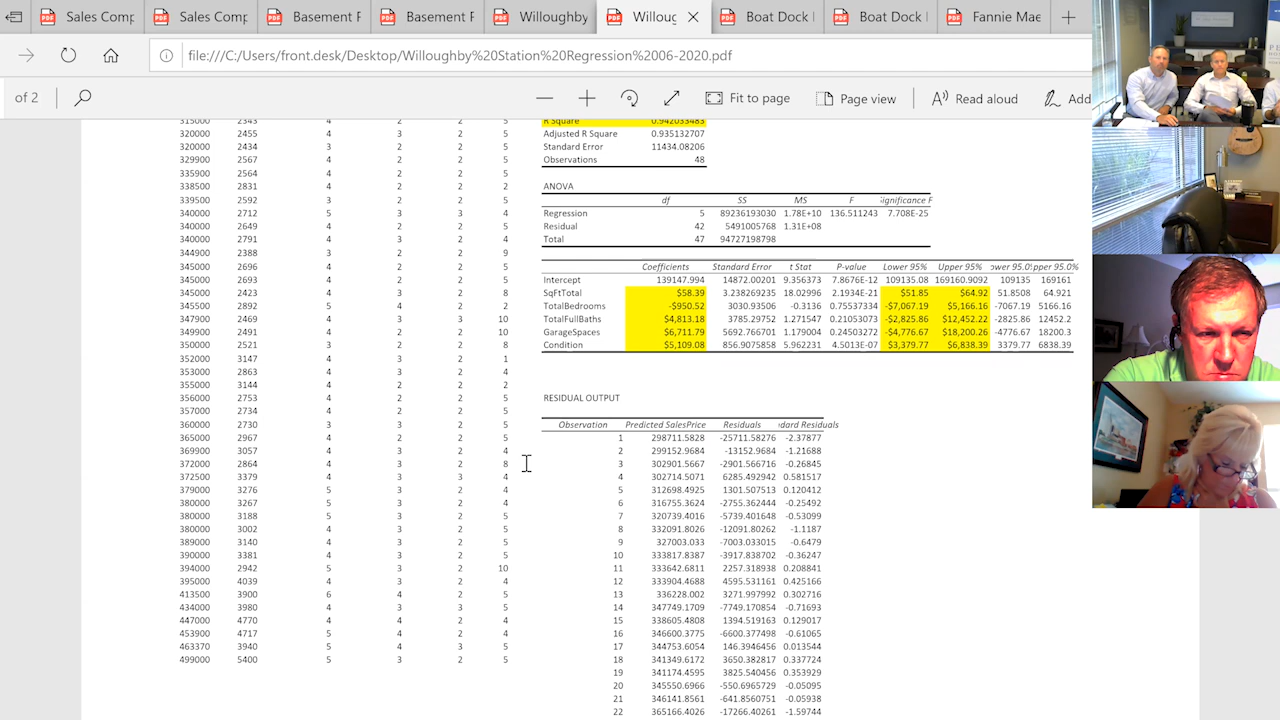 Sales Comp Sales Comp Basement F Basement F Willoughby Willoug Boat Dock Boat Dock Fannie Mae
file:///C:/Users/front.desk/Desktop/Willoughby%20Station%20Regression%2006-2020.pdf
of 2 Fit to page Page view Read aloud Add
315000 2343 4 2 2 5 R Square 0.942033483
320000 2455 4 3 2 5 Adjusted R Square 0.935132707
320000 2434 4 2 2 4 Standard Error 11434.08208
329900 2569 4 2 2 5 Observations 48
335900 2564 4 2 2 5
338500 2831 4 2 2 4 ANOVA
339500 2592 3 2 2 5 df SS MS F ignificance F
340000 2712 5 3 3 4 Regression 5 89236193030 1.78E+10 136.511243 7.708E-25
340000 2649 4 2 2 5 Residual 42 5491005768 1.31E+08
340000 2791 4 2 2 4 Total 47 94727198798
344900 2388 3 2 2 9
345000 2696 4 2 2 5 Coefficients Standard Error t Stat P-value Lower 95% Upper 95% ower 95.0% pper 95.0%
345000 2693 4 2 2 5 Intercept 139147.994 14872.00201 9.356373 7.8676E-12 109135.08 169160.9092 109135 169161
345000 2423 4 3 2 8 SqFtTotal $58.39 3.238269235 18.02996 2.1934E-21 $51.85 $64.92 51.8508 64.921
345500 2892 4 4 2 2 TotalBedrooms -$950.52 3030.93506 -0.3136 0.75537334 -$7,067.19 $5,166.16 -7067.19 5166.16
347900 2469 4 3 3 10 TotalFullBaths $4,813.18 3785.29752 1.271547 0.21053073 -$2,825.86 $12,452.22 -2825.86 12452.2
349900 2491 4 2 2 10 GarageSpaces $6,711.79 5692.766701 1.179004 0.24503272 -$4,776.67 $18,200.26 -4776.67 18200.3
350000 2521 3 2 2 7 Condition $5,109.08 856.9075858 5.962231 4.5013E-07 $3,379.77 $6,838.39 3379.77 6838.39
352000 3147 4 2 2 1
353000 2863 4 3 2 4
355000 3144 4 2 2 2
356000 2753 4 2 2 5 RESIDUAL OUTPUT
357000 2734 4 2 2 5
360000 2730 3 2 2 5 Observation Predicted SalesPrice Residuals dard Residuals
365000 2967 4 2 2 5 1 298711.5828 -25711.58276 -2.37877
369900 3057 4 3 2 4 2 299152.9684 -13152.9684 -1.21688
372000 2864 4 3 2 8 3 302901.5667 -2901.566716 -0.26845
372500 3379 4 3 3 4 4 302714.5071 6285.492942 0.581517
379000 3276 5 3 2 4 5 312698.4925 1301.507513 0.120412
380000 3267 5 3 2 4 6 316755.3624 -2755.362444 -0.25492
380000 3188 5 3 2 5 7 320739.4016 -5739.401648 -0.53099
380000 3002 4 3 2 4 8 332091.8026 -12091.80262 -1.1187
389000 3140 4 3 2 5 9 327003.033 -7003.033015 -0.6479
390000 3381 4 3 2 5 10 333817.8387 -3917.838702 -0.36247
394000 2942 5 3 2 10 11 333642.6811 2257.318938 0.208841
395000 4039 4 3 2 4 12 333904.4688 4595.531161 0.425166
413500 3900 6 4 2 5 13 336228.002 3271.997992 0.302716
434000 3980 4 3 3 5 14 347749.1709 -7749.170854 -0.71693
447000 4770 4 4 2 4 15 338605.4808 1394.519163 0.129017
453900 4717 5 4 2 4 16 346600.3775 -6600.377498 -0.61065
463370 3940 5 4 3 5 17 344753.6054 146.3946456 0.013544
499000 5400 5 3 2 5 18 341349.6172 3650.382817 0.337724
19 341174.4595 3825.540456 0.353929
20 345550.6966 -550.6965729 -0.05095
21 346141.8561 -641.8560751 -0.05938
22 365166.4026 -17266.40261 -1.59744